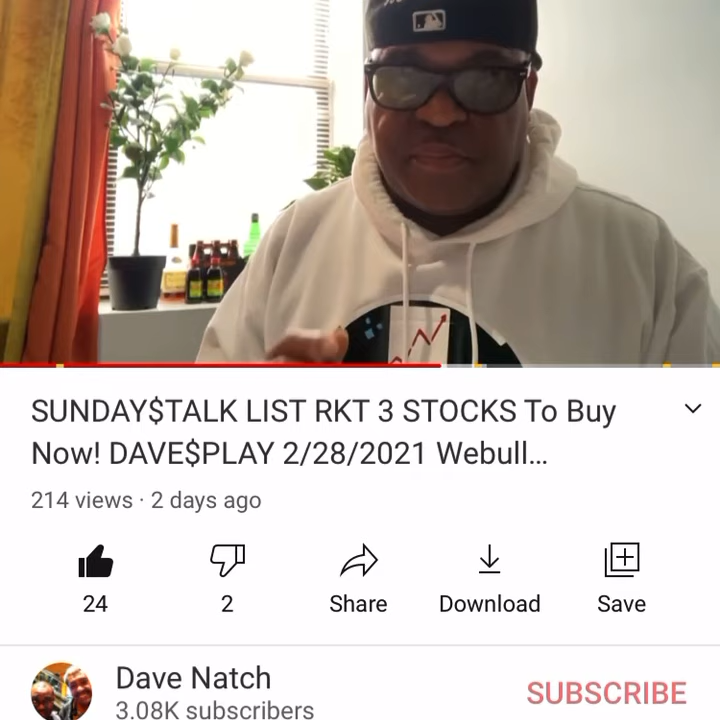 SUNDAY$TALK LIST RKT 3 STOCKS To Buy
Now! DAVE$PLAY 2/28/2021 Webull...
214 views · 2 days ago
24
2
Share
Download
Save
Dave Natch
3.08K subscribers
SUBSCRIBE